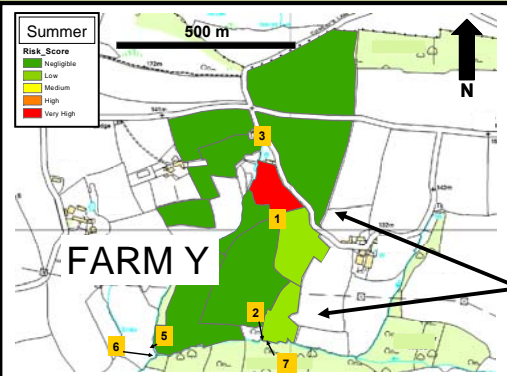 Summer
Risk_Score
Negligible
Low
Medium
High
Very High
500 m
N
3
1
FARM Y
2
5
6
7